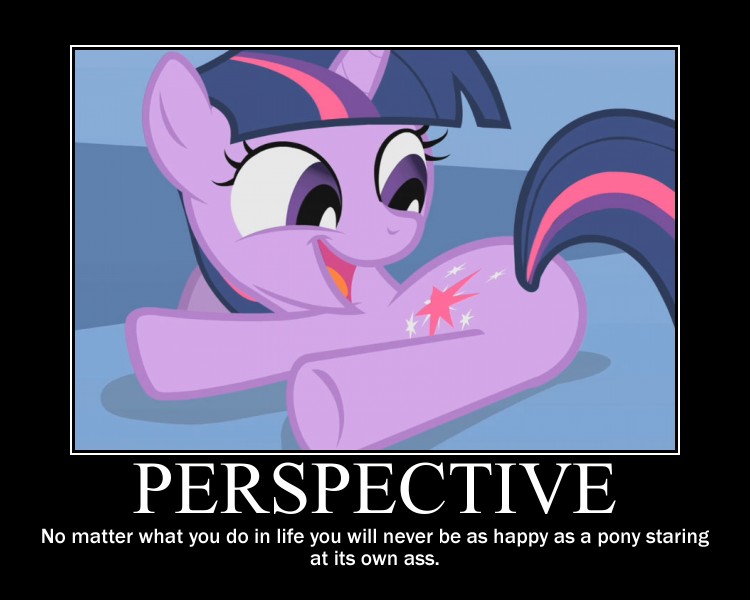 PERSPECTIVE
No matter what you do in life you will never be as happy as a pony staring
at its own ass.